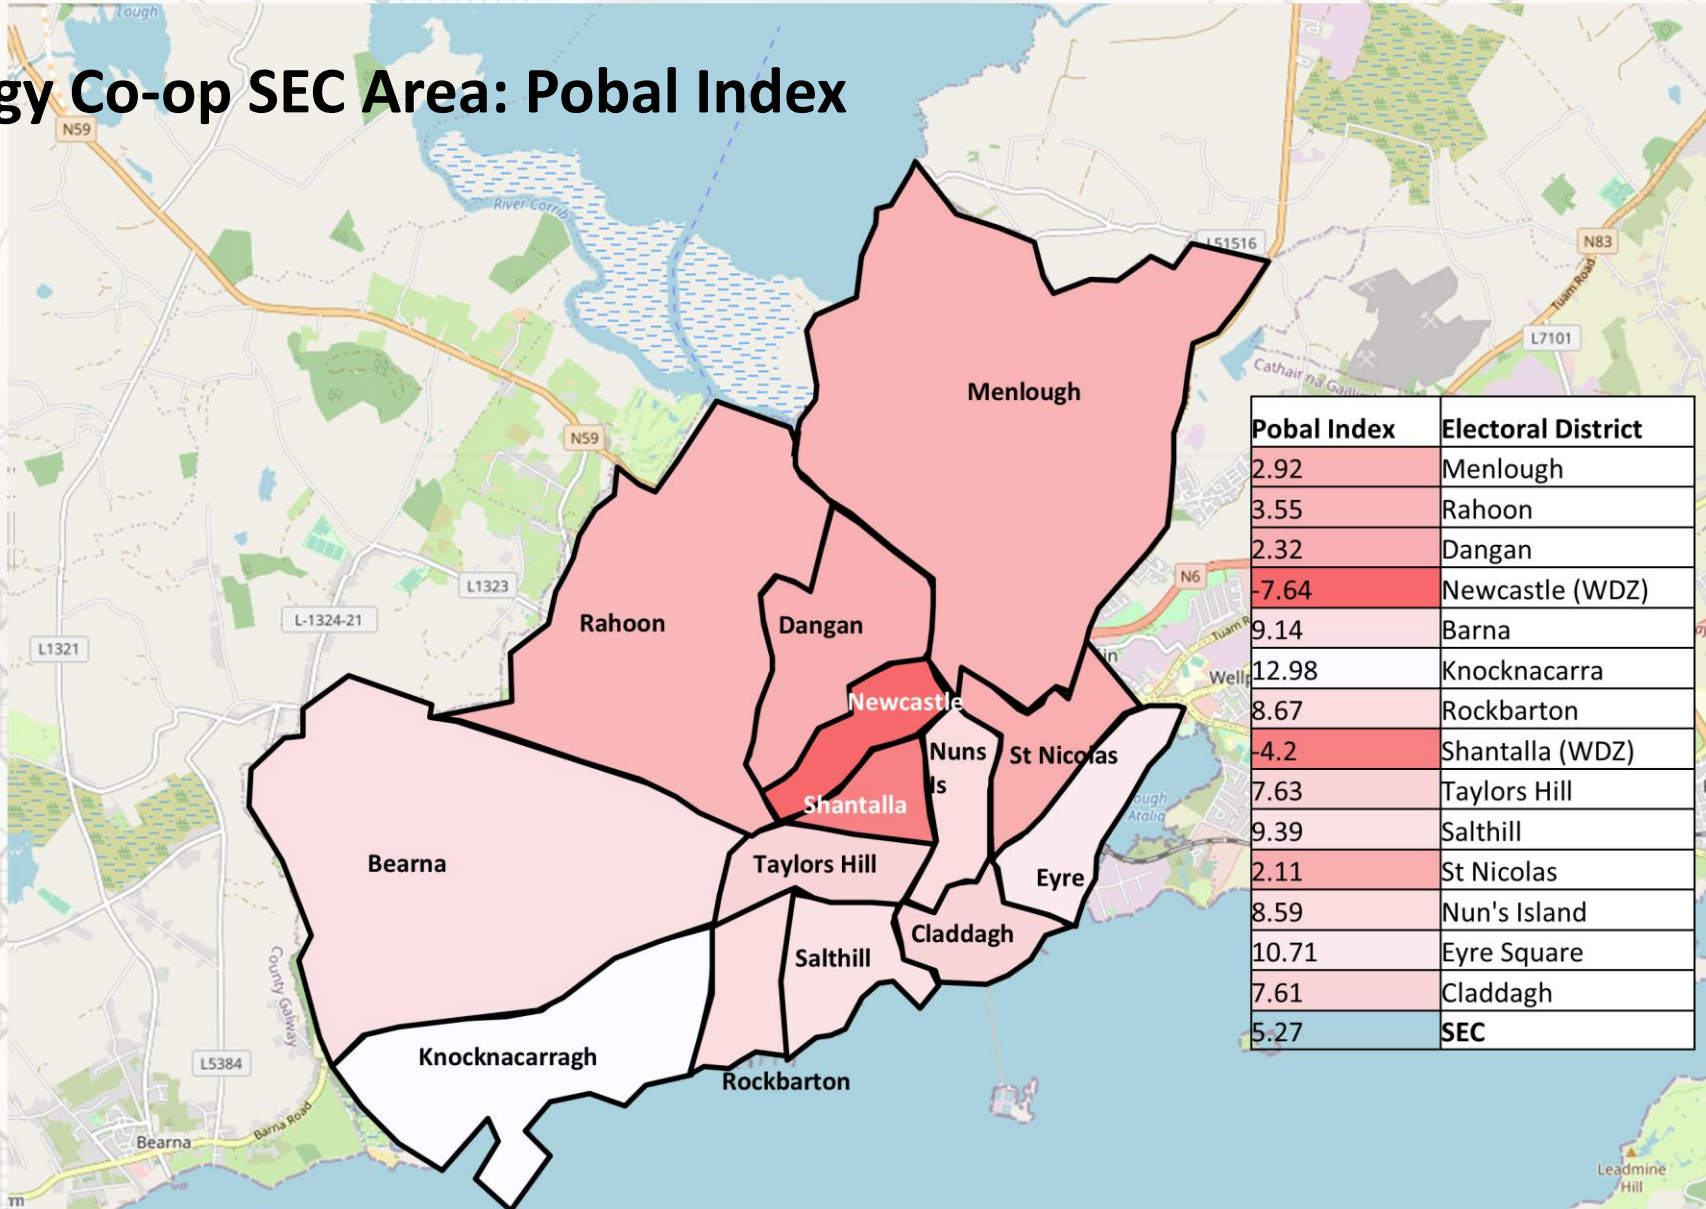 Lough
gy Co-op SEC Area: Pobal Index
N59
River Corrib
L51516
N83
Tuam Road
L7101
Menlough
N59
Pobal Index Electoral District
2.92 Menlough
3.55 Rahoon
2.32 Dangan
-7.64 Newcastle (WDZ)
9.14 Barna
12.98 Knocknacarra
8.67 Rockbarton
-4.2 Shantalla (WDZ)
7.63 Taylors Hill
9.39 Salthill
2.11 St Nicolas
8.59 Nun's Island
10.71 Eyre Square
7.61 Claddagh
5.27 SEC
L1323
N6
L-1324-21
Rahoon
Dangan
Tuam R
L1321
Newcastle
Nuns
Is
St Nicolas
Shantalla
Bearna
Taylors Hill
Eyre
Claddagh
Salthill
County Galway
Knocknacarragh
L5384
Rockbarton
Barna Road
Bearna
Leadmine
Hill